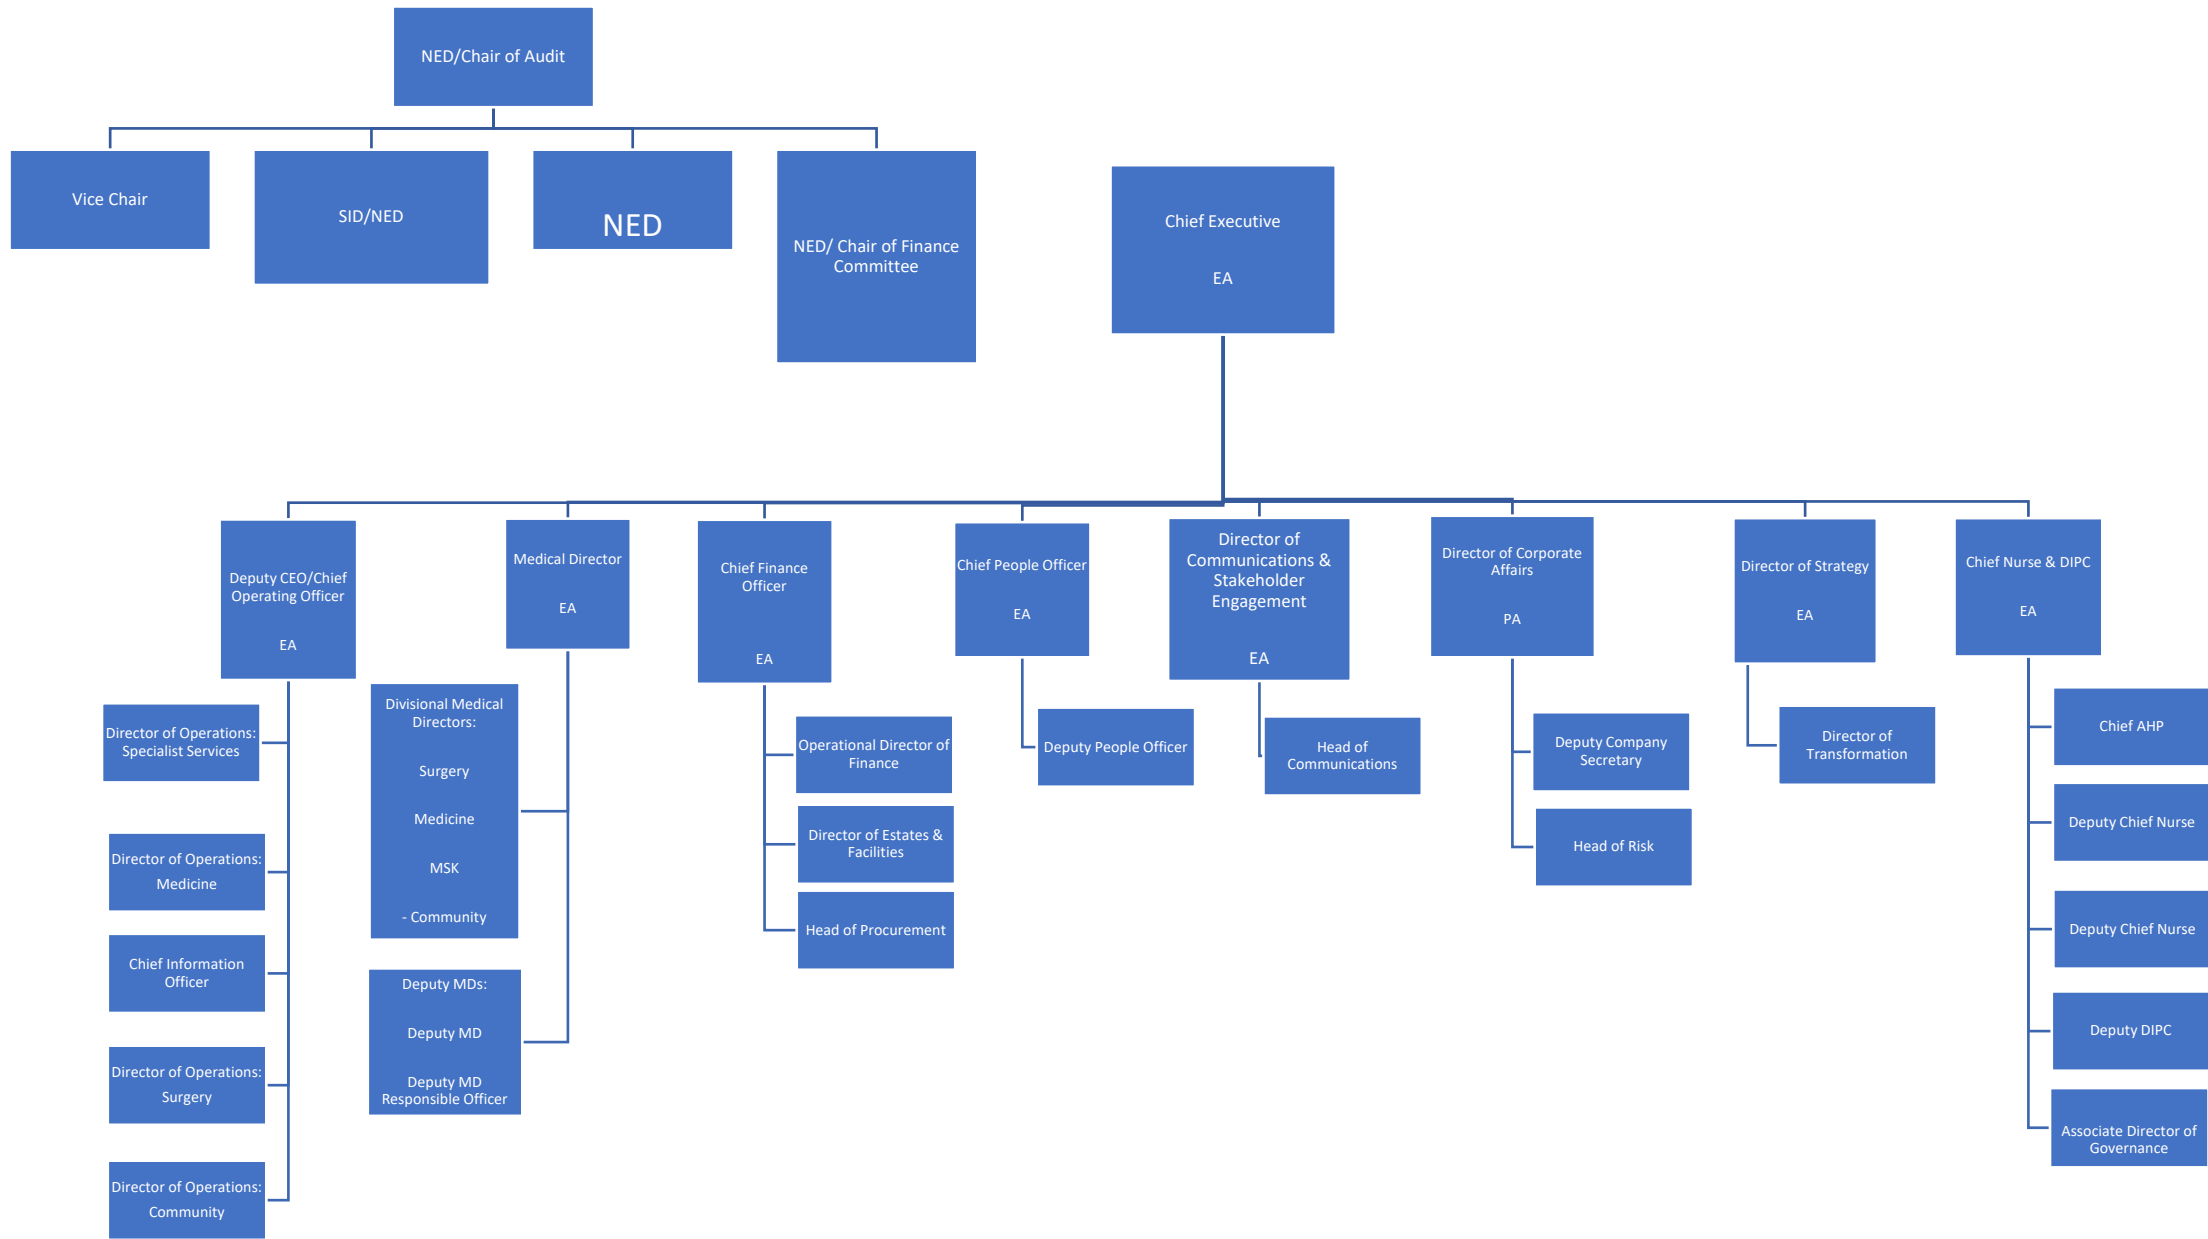 NED/Chair of Audit
Vice Chair
SID/NED
NED
NED/ Chair of Finance
Committee
Chief Executive
EA
Deputy CEO/Chief
Operating Officer
EA
Medical Director
EA
Chief Finance
Officer
EA
Chief People Officer
EA
Director of
Communications &
Stakeholder
Engagement
EA
Director of Corporate
Affairs
PA
Director of Strategy
EA
Chief Nurse & DIPC
EA
Director of Operations:
Specialist Services
Director of Operations:
Medicine
Chief Information
Officer
Director of Operations:
Surgery
Director of Operations:
Community
Divisional Medical
Directors:
Surgery
Medicine
MSK
- Community
Deputy MDs:
Deputy MD
Deputy MD
Responsible Officer
Operational Director of
Finance
Director of Estates &
Facilities
Head of Procurement
Deputy People Officer
Head of
Communications
Deputy Company
Secretary
Head of Risk
Director of
Transformation
Chief AHP
Deputy Chief Nurse
Deputy Chief Nurse
Deputy DIPC
Associate Director of
Governance